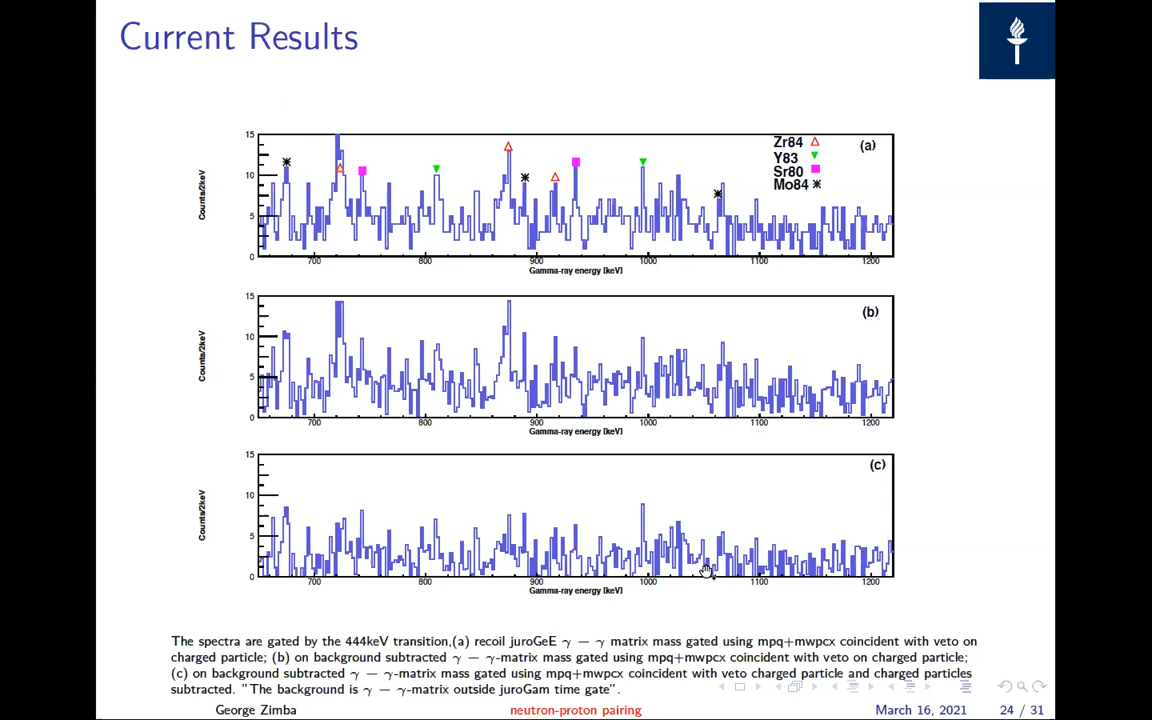 Current Results
15
10
5
0
Counts/2keV
Zr84
Y83
Sr80
Mo84
(a)
700 800 900 1000 1100 1200
Gamma-ray energy [keV]
15
10
5
0
Counts/2keV
(b)
700 800 900 1000 1100 1200
Gamma-ray energy [keV]
15
10
5
0
Counts/2keV
(c)
700 800 900 1000 1100 1200
Gamma-ray energy [keV]
The spectra are gated by the 444keV transition,(a) recoil juroGeE γ − γ matrix mass gated using mpq+mwpcx coincident with veto on
charged particle; (b) on background subtracted γ − γ-matrix mass gated using mpq+mwpcx coincident with veto on charged particle;
(c) on background subtracted γ − γ-matrix mass gated using mpq+mwpcx coincident with veto charged particle and charged particles
subtracted. "The background is γ − γ-matrix outside juroGam time gate".
George Zimba neutron-proton pairing March 16, 2021 24 / 31